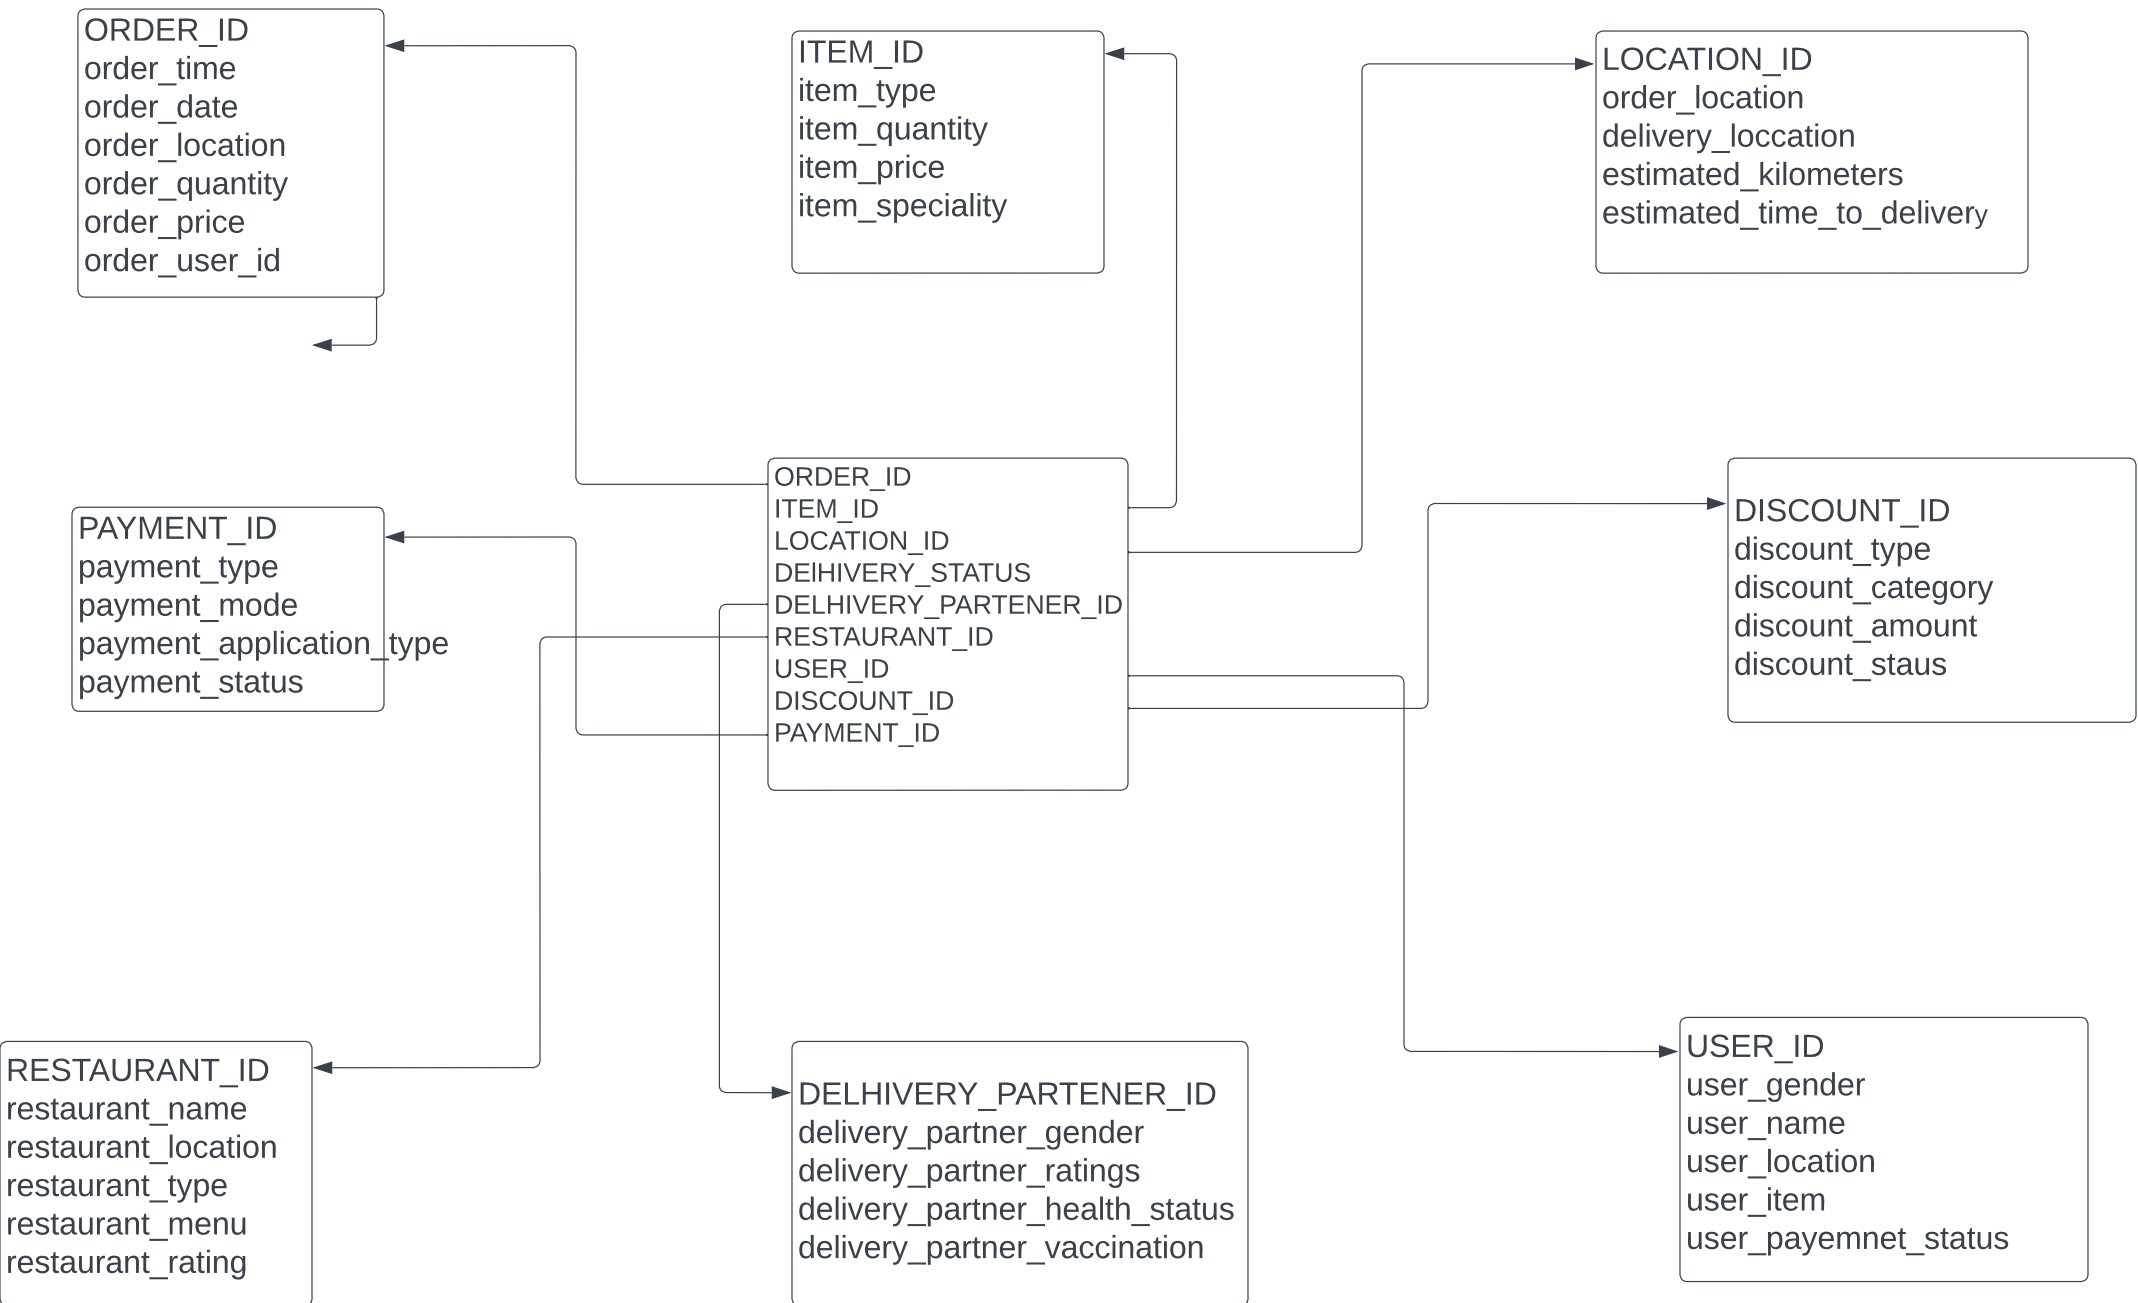 ORDER_ID
order_time
order_date
order_location
order_quantity
order_price
order_user_id
ITEM_ID
item_type
item_quantity
item_price
item_speciality
LOCATION_ID
order_location
delivery_loccation
estimated_kilometers
estimated_time_to_delivery
PAYMENT_ID
payment_type
payment_mode
payment_application_type
payment_status
ORDER_ID
ITEM_ID
LOCATION_ID
DElHIVERY_STATUS
DELHIVERY_PARTENER_ID
RESTAURANT_ID
USER_ID
DISCOUNT_ID
PAYMENT_ID
DISCOUNT_ID
discount_type
discount_category
discount_amount
discount_staus
RESTAURANT_ID
restaurant_name
restaurant_location
restaurant_type
restaurant_menu
restaurant_rating
DELHIVERY_PARTENER_ID
delivery_partner_gender
delivery_partner_ratings
delivery_partner_health_status
delivery_partner_vaccination
USER_ID
user_gender
user_name
user_location
user_item
user_payemnet_status